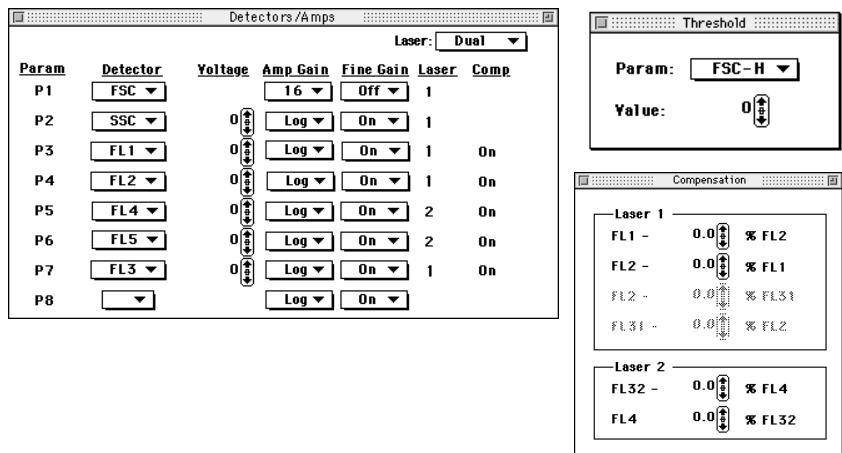 Detectors/Amps
Laser: Dual
Param Detector Voltage Amp Gain Fine Gain Laser Comp
P1 FSC 16 Off 1
P2 SSC 0 Log On 1
P3 FL1 0 Log On 1 On
P4 FL2 0 Log On 1 On
P5 FL4 0 Log On 2 On
P6 FL5 0 Log On 2 On
P7 FL3 0 Log On 1 On
P8 Log On
Threshold
Param: FSC-H
Value: 0
Compensation
Laser 1
FL1 - 0.0 % FL2
FL2 - 0.0 % FL1
FL2 - 0.0 % FL31
FL31 - 0.0 % FL2
Laser 2
FL32 - 0.0 % FL4
FL4 0.0 % FL32